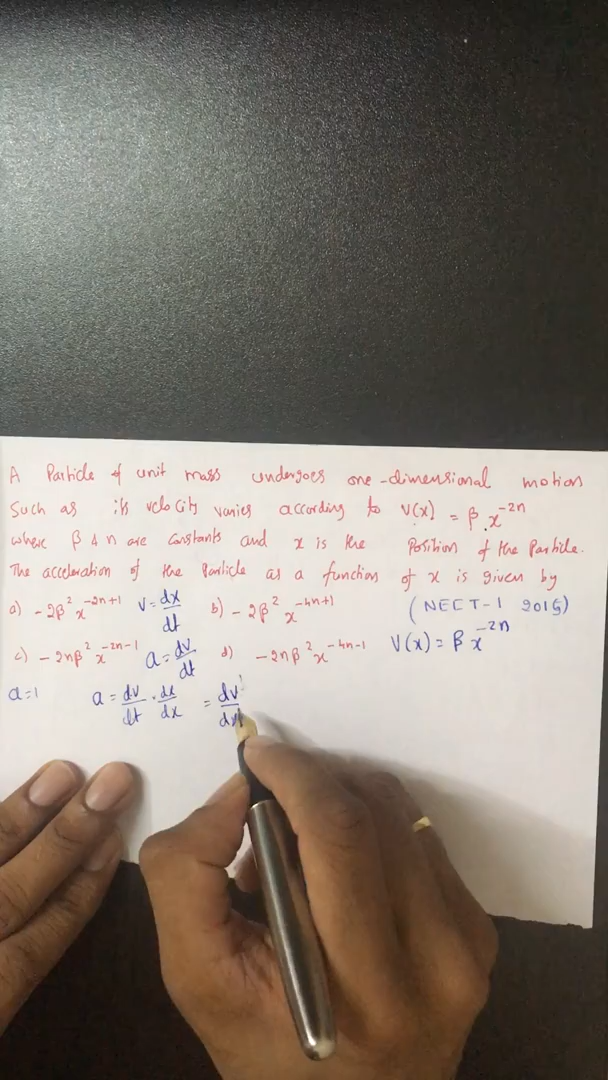 A Particle of unit mass undergoes one-dimensional motion
Such as its velocity varies according to V(x) = β x^-2n
where β & n are constants and x is the Position of the Particle.
The acceleration of the Particle as a function of x is given by
a) -2β² x^-2n+1 b) -2β² x^-4n+1 (NECT-1 2015)
V = dx/dt
c) -2nβ² x^-2n-1 d) -2nβ² x^-4n-1
a = dv/dt
V(x) = β x^-2n
a=1 a = dv/dt · dx/dx = dv/dx